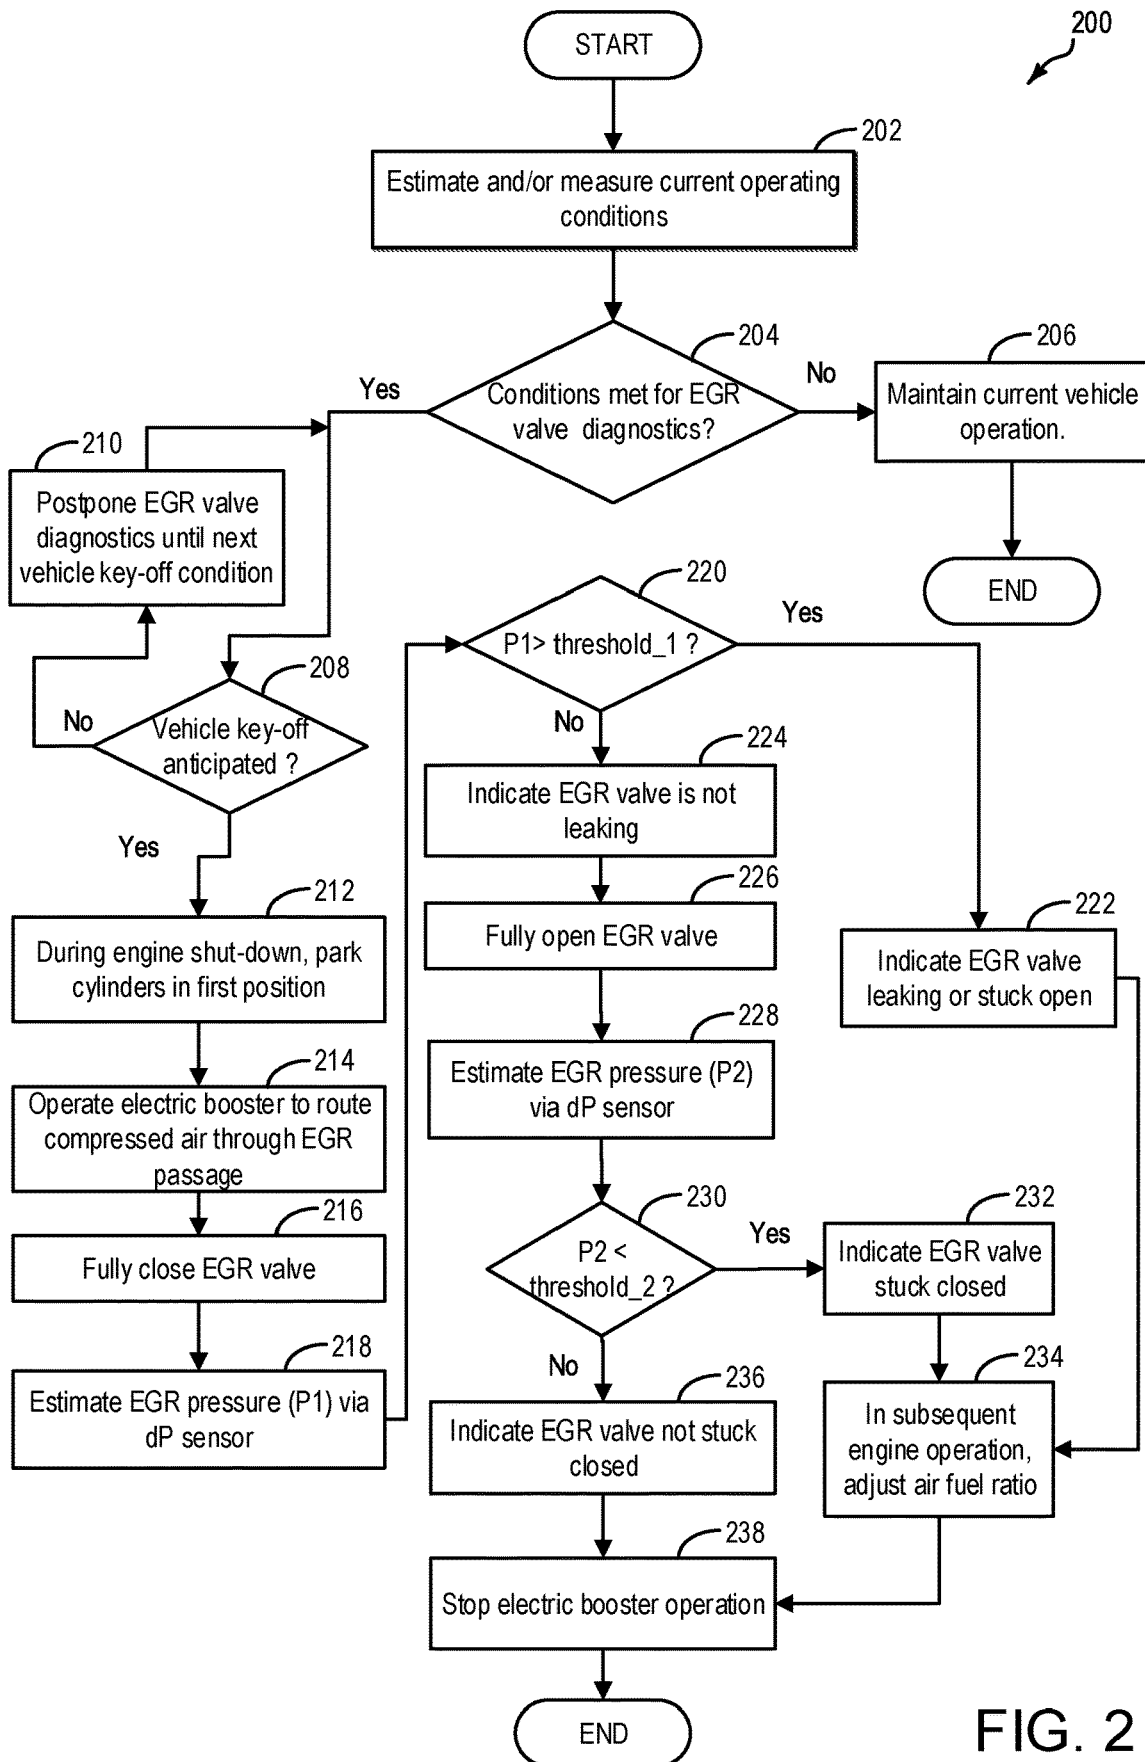 START
200
202
Estimate and/or measure current operating
conditions
204
Conditions met for EGR
valve diagnostics?
Yes
No
206
Maintain current vehicle
operation.
END
210
Postpone EGR valve
diagnostics until next
vehicle key-off condition
208
Vehicle key-off
anticipated ?
No
Yes
212
During engine shut-down, park
cylinders in first position
214
Operate electric booster to route
compressed air through EGR
passage
216
Fully close EGR valve
218
Estimate EGR pressure (P1) via
dP sensor
220
P1> threshold_1 ?
Yes
No
222
Indicate EGR valve
leaking or stuck open
224
Indicate EGR valve is not
leaking
226
Fully open EGR valve
228
Estimate EGR pressure (P2)
via dP sensor
230
P2 <
threshold_2 ?
Yes
No
232
Indicate EGR valve
stuck closed
234
In subsequent
engine operation,
adjust air fuel ratio
236
Indicate EGR valve not stuck
closed
238
Stop electric booster operation
END
FIG. 2